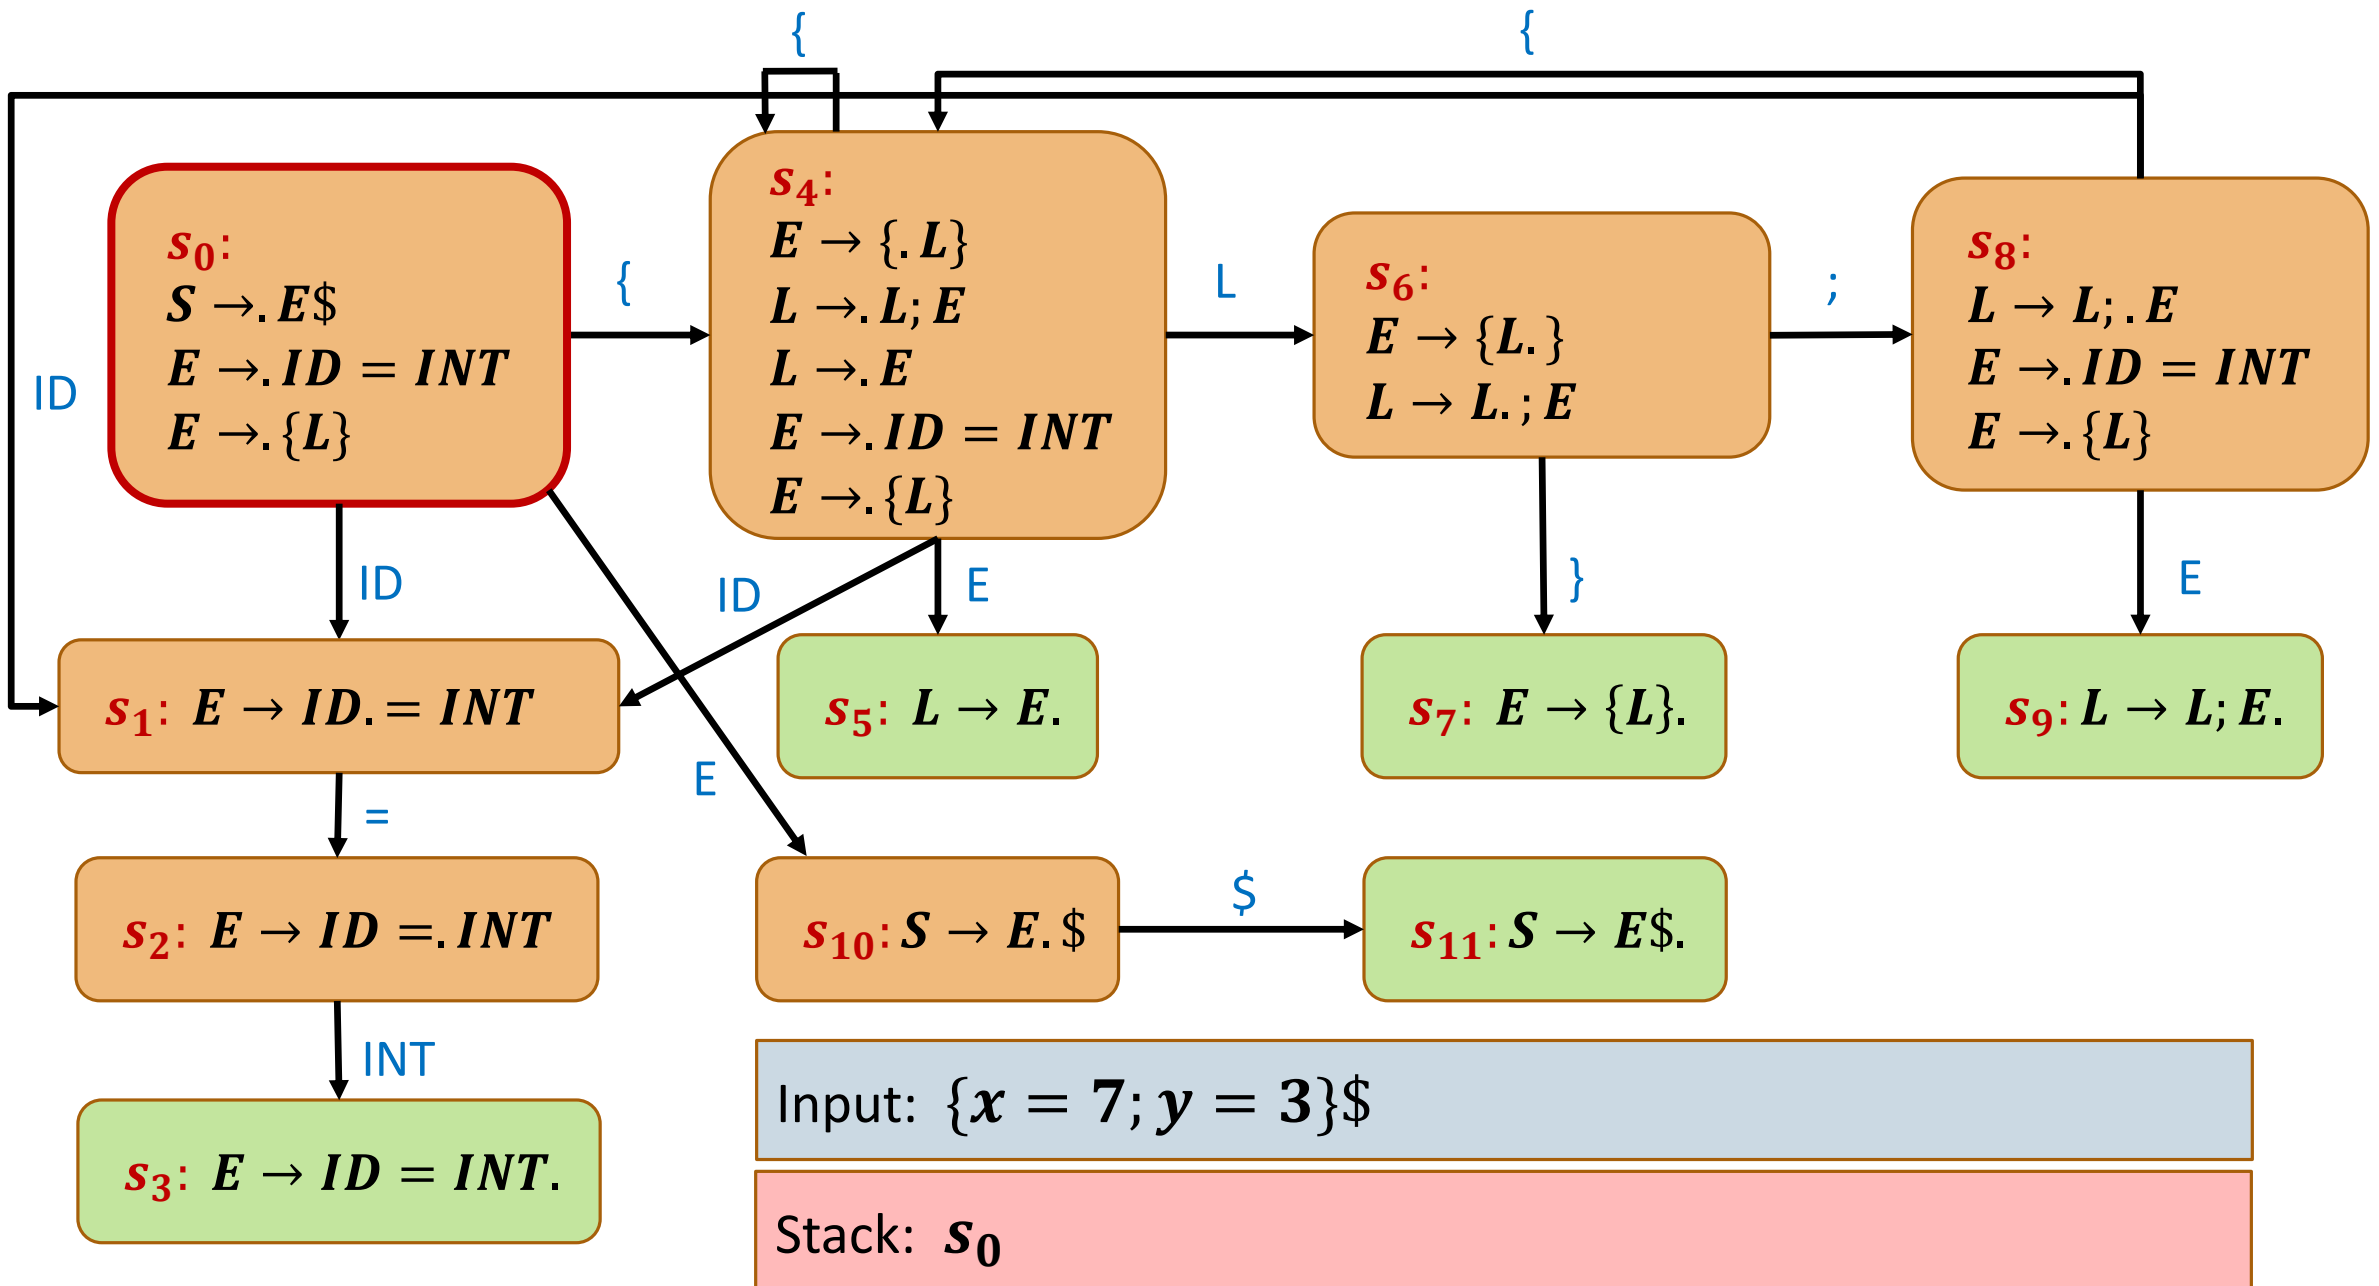 {
{
s₀:
S →. E$
E →. ID = INT
E →. {L}
{
s₄:
E → {. L}
L →. L; E
L →. E
E →. ID = INT
E →. {L}
L
s₆:
E → {L. }
L → L. ; E
;
s₈:
L → L; . E
E →. ID = INT
E →. {L}
ID
ID
ID
E
}
E
s₁: E → ID. = INT
s₅: L → E.
s₇: E → {L}.
s₉: L → L; E.
E
=
s₂: E → ID =. INT
s₁₀: S → E. $
$
s₁₁: S → E$.
INT
s₃: E → ID = INT.
Input: {x = 7; y = 3}$
Stack: s₀